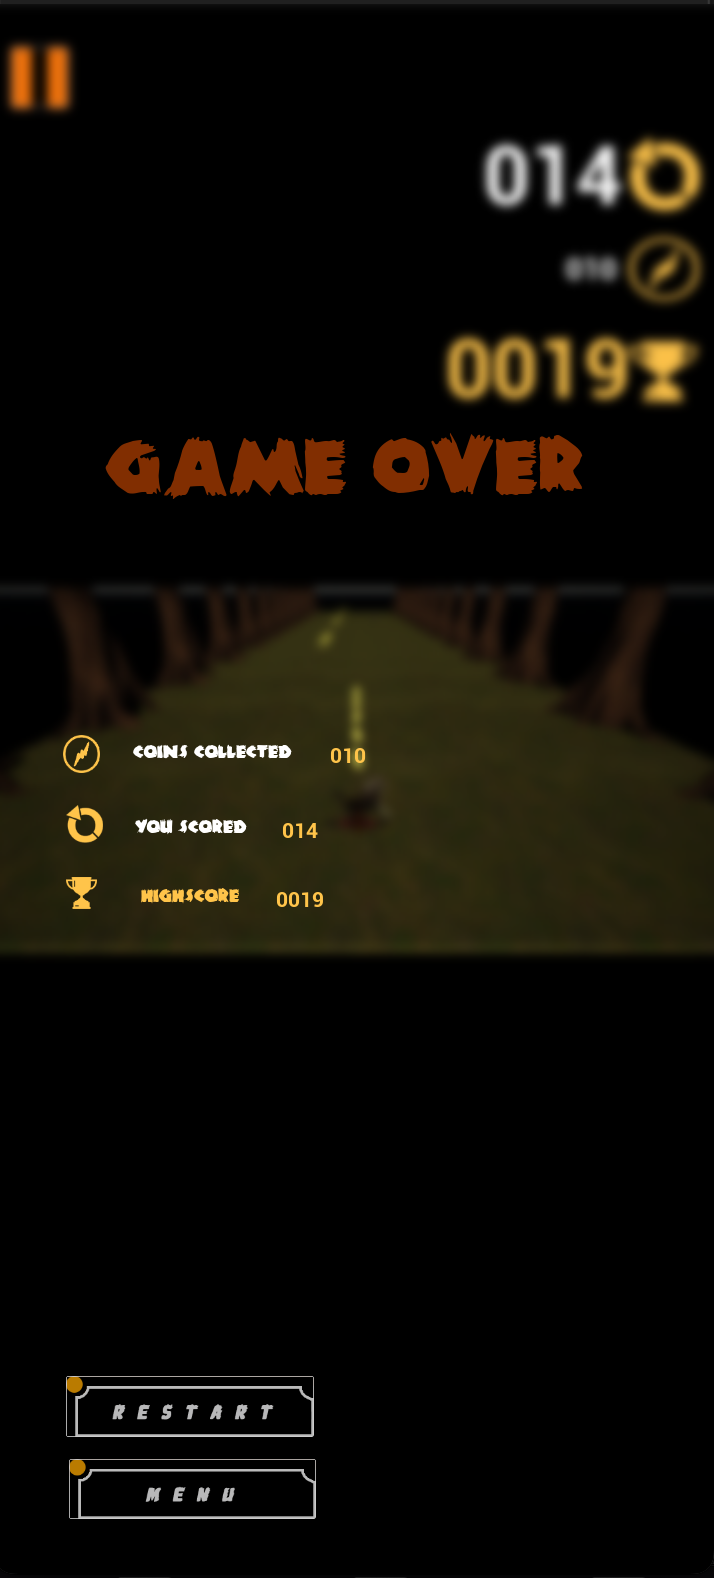 014
010
0019
GAME OVER
COINS COLLECTED 010
YOU SCORED 014
HIGHSCORE 0019
RESTART
MENU